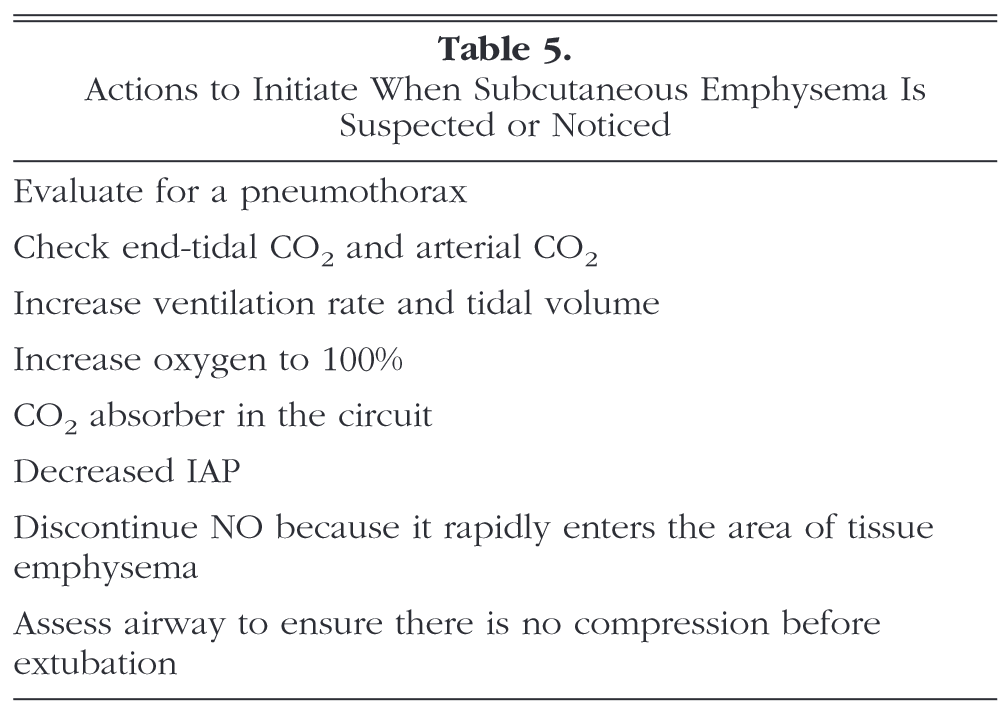 Table 5.
Actions to Initiate When Subcutaneous Emphysema Is
Suspected or Noticed
Evaluate for a pneumothorax
Check end-tidal CO₂ and arterial CO₂
Increase ventilation rate and tidal volume
Increase oxygen to 100%
CO₂ absorber in the circuit
Decreased IAP
Discontinue NO because it rapidly enters the area of tissue
emphysema
Assess airway to ensure there is no compression before
extubation